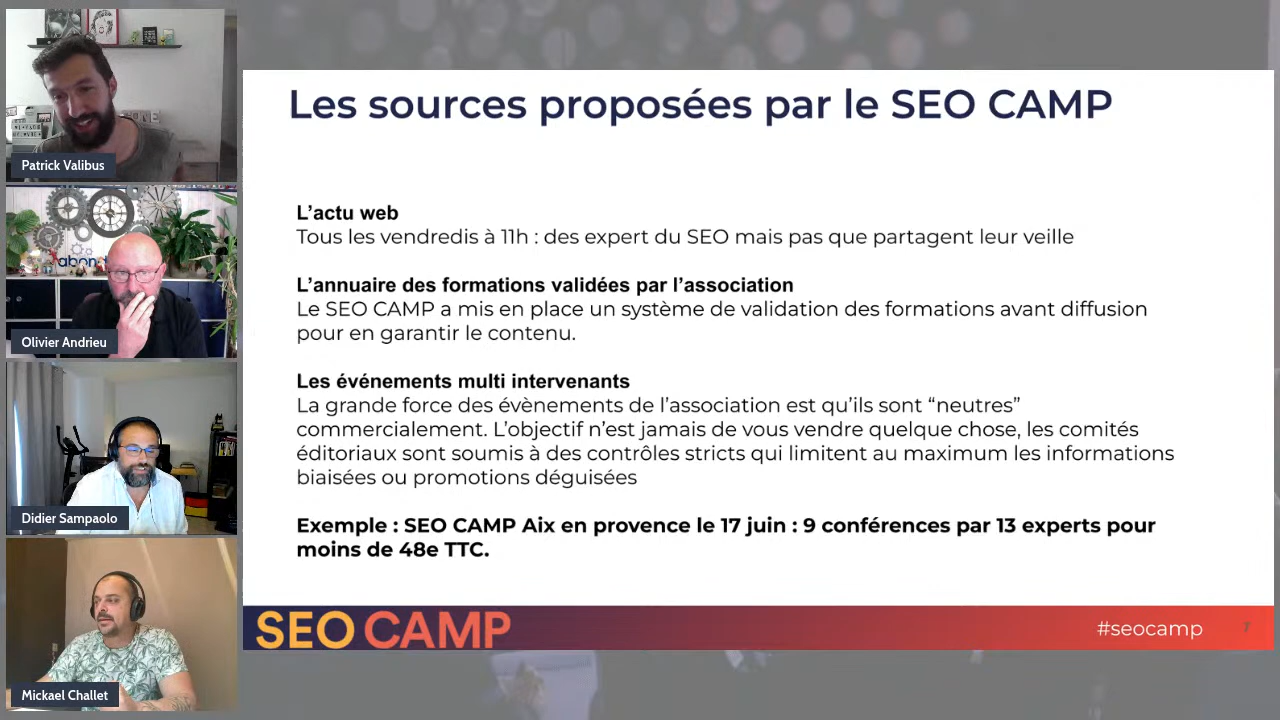 Patrick Valibus
Olivier Andrieu
Didier Sampaolo
Mickael Challet
Les sources proposées par le SEO CAMP
L'actu web
Tous les vendredis à 11h : des expert du SEO mais pas que partagent leur veille
L'annuaire des formations validées par l'association
Le SEO CAMP a mis en place un système de validation des formations avant diffusion
pour en garantir le contenu.
Les événements multi intervenants
La grande force des évènements de l'association est qu'ils sont “neutres”
commercialement. L'objectif n'est jamais de vous vendre quelque chose, les comités
éditoriaux sont soumis à des contrôles stricts qui limitent au maximum les informations
biaisées ou promotions déguisées
Exemple : SEO CAMP Aix en provence le 17 juin : 9 conférences par 13 experts pour
moins de 48e TTC.
SEO CAMP
#seocamp